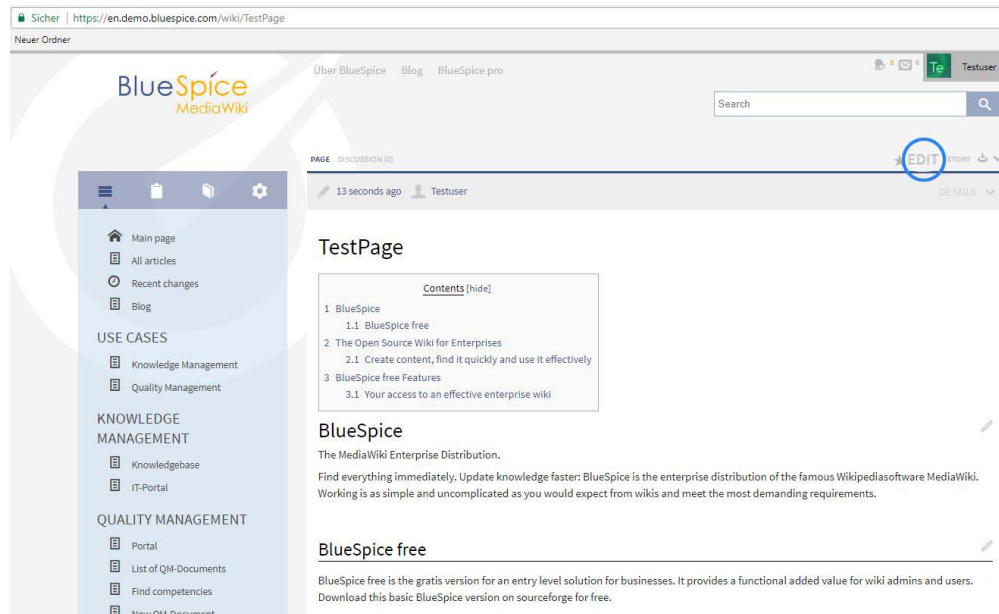 Sicher | https://en.demo.bluespice.com/wiki/TestPage
Neuer Ordner
BlueSpice
MediaWiki
Über BlueSpice Blog BlueSpice pro
Te Testuser
Search
PAGE DISCUSSION (0)
EDIT STORY
13 seconds ago Testuser
DETAILS
Main page
All articles
Recent changes
Blog
USE CASES
Knowledge Management
Quality Management
KNOWLEDGE
MANAGEMENT
Knowledgebase
IT-Portal
QUALITY MANAGEMENT
Portal
List of QM-Documents
Find competencies
New QM-Document
TestPage
Contents [hide]
1 BlueSpice
1.1 BlueSpice free
2 The Open Source Wiki for Enterprises
2.1 Create content, find it quickly and use it effectively
3 BlueSpice free Features
3.1 Your access to an effective enterprise wiki
BlueSpice
The MediaWiki Enterprise Distribution.
Find everything immediately. Update knowledge faster: BlueSpice is the enterprise distribution of the famous Wikipediasoftware MediaWiki.
Working is as simple and uncomplicated as you would expect from wikis and meet the most demanding requirements.
BlueSpice free
BlueSpice free is the gratis version for an entry level solution for businesses. It provides a functional added value for wiki admins and users.
Download this basic BlueSpice version on sourceforge for free.